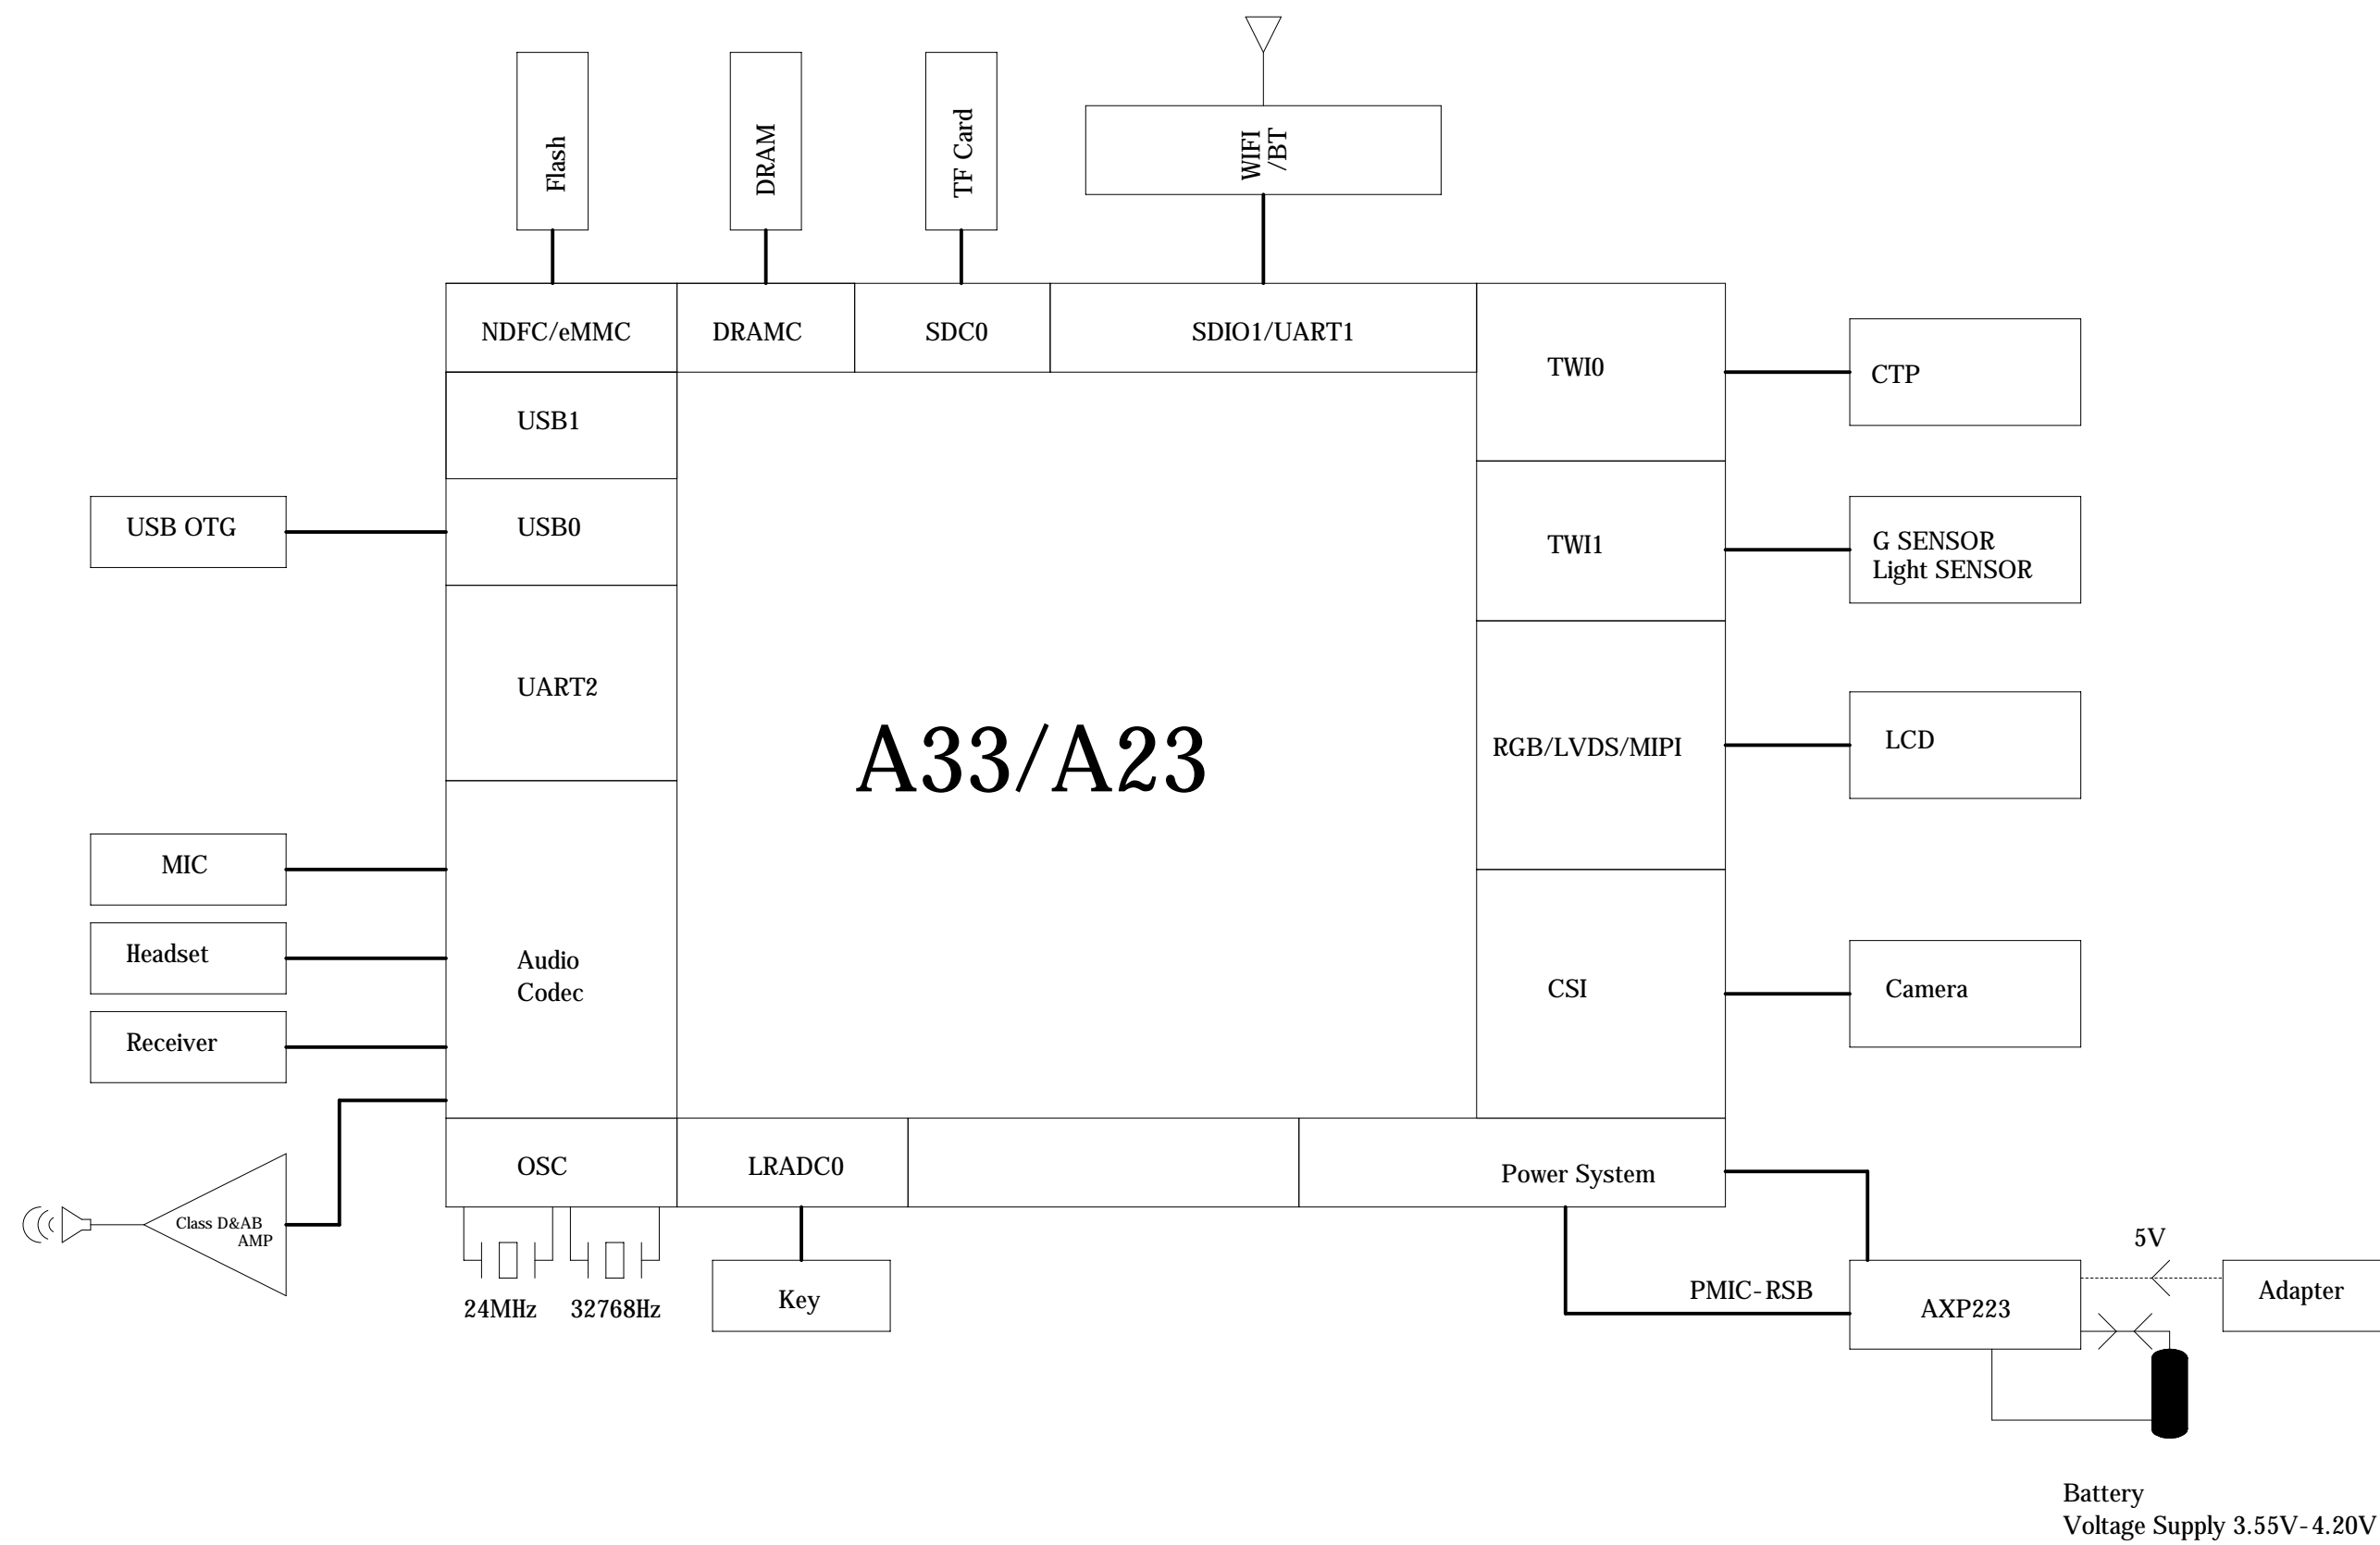 Flash
DRAM
TF Card
WIFI
/BT
NDFC/eMMC
DRAMC
SDC0
SDIO1/UART1
TWI0
CTP
USB1
USB OTG
USB0
TWI1
G SENSOR
Light SENSOR
UART2
A33/A23
RGB/LVDS/MIPI
LCD
MIC
Headset
Audio
Codec
CSI
Camera
Receiver
OSC
LRADC0
Power System
Class D&AB
AMP
24MHz
32768Hz
Key
PMIC-RSB
AXP223
5V
Adapter
Battery
Voltage Supply 3.55V-4.20V